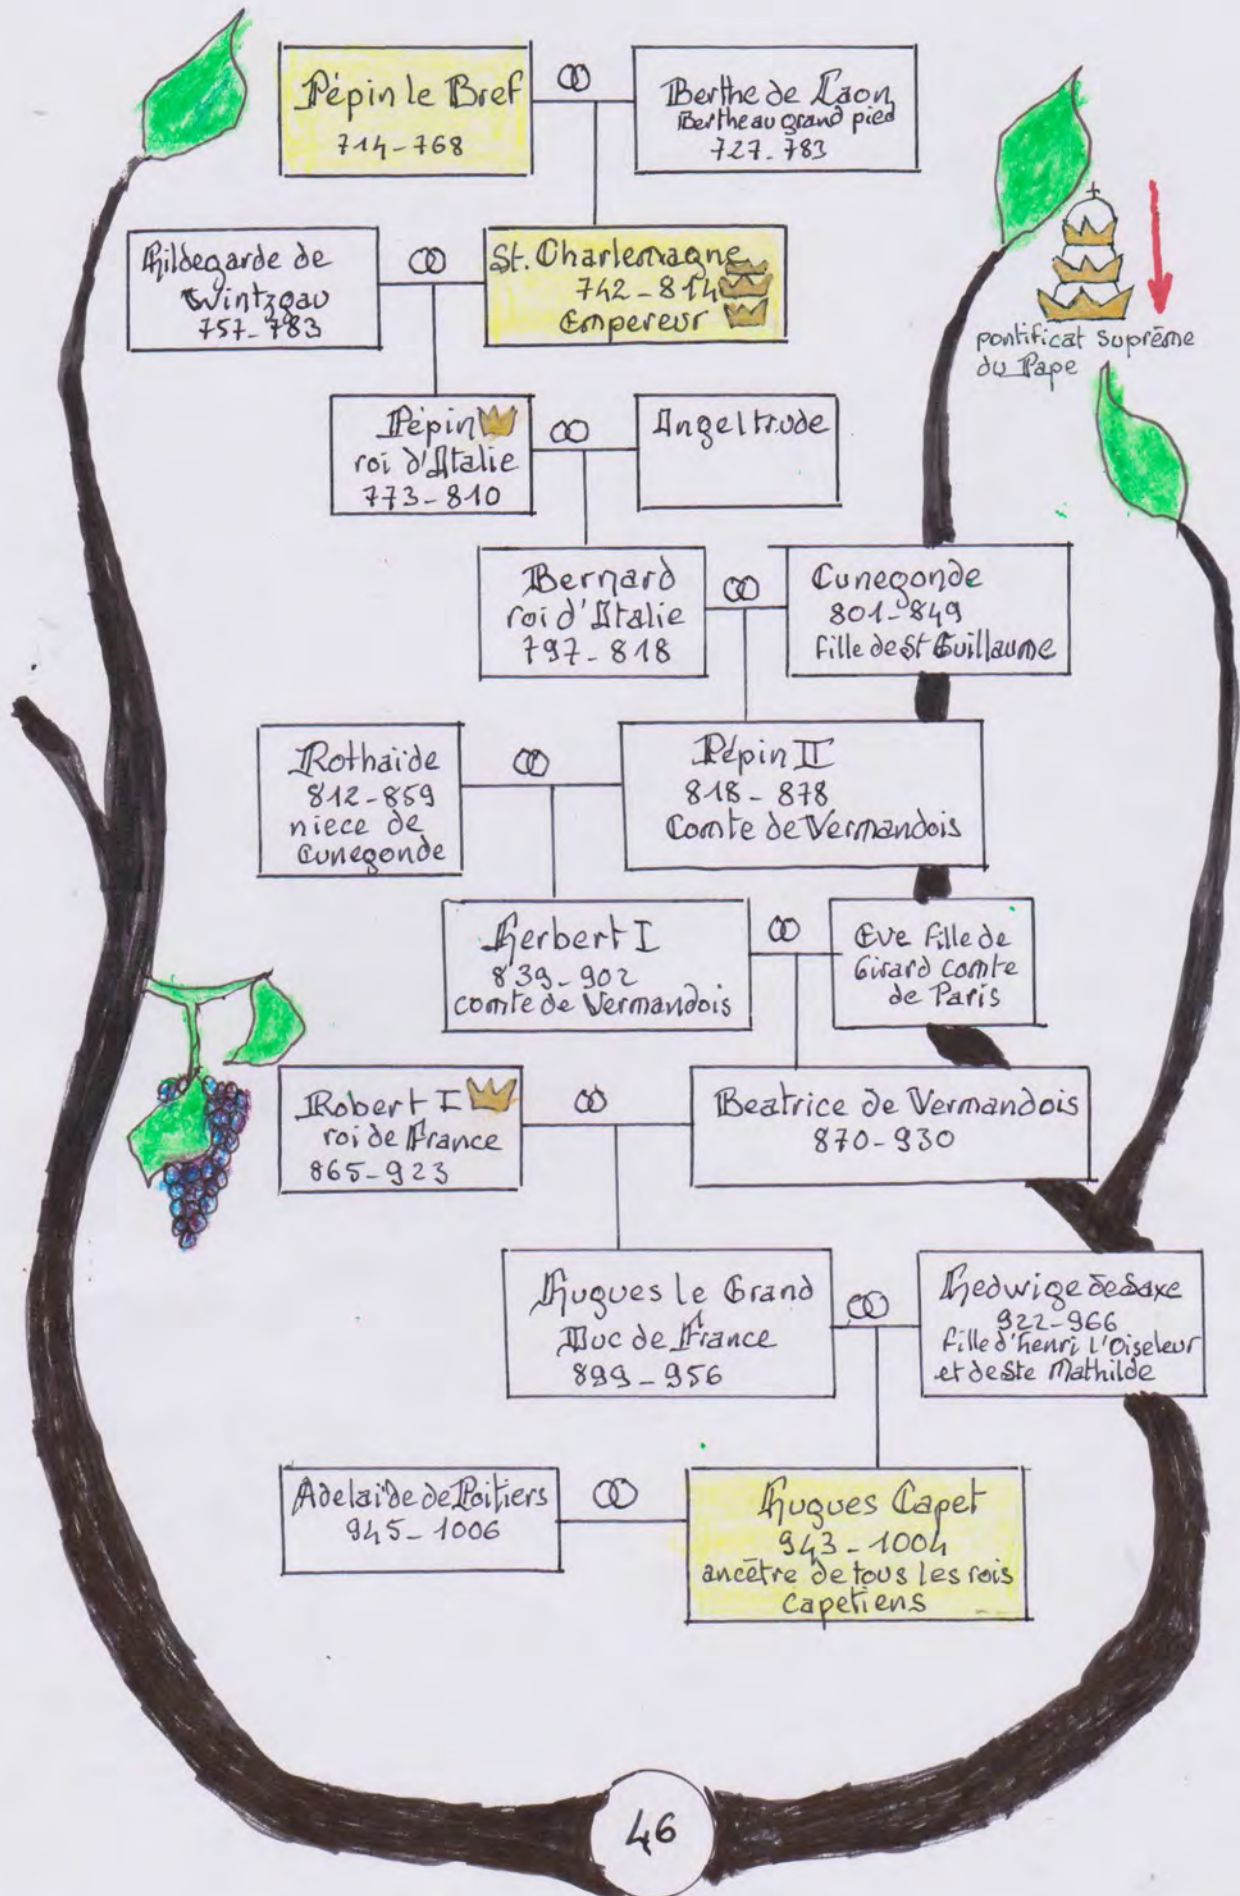 Pépin le Bref
714-768
Berthe de Laon
Berthe au grand pied
727-783
Hildegarde de
Wintzgau
757-783
St. Charlemagne
742-814
Empereur
pontificat suprême
du Pape
Pépin
roi d'Italie
773-810
Angeltrude
Bernard
roi d'Italie
797-818
Cunegonde
801-849
fille de St Guillaume
Rothaïde
812-859
niece de
Cunegonde
Pépin II
818-878
Comte de Vermandois
Herbert I
839-902
comte de Vermandois
Eve fille de
Girard comte
de Paris
Robert I
roi de France
865-923
Beatrice de Vermandois
870-930
Hugues le Grand
Duc de France
899-956
Hedwige de Saxe
922-966
fille d'henri l'Oiseleur
et de Ste Mathilde
Adelaïde de Poitiers
945-1006
Hugues Capet
943-1004
ancêtre de tous les rois
capetiens
46